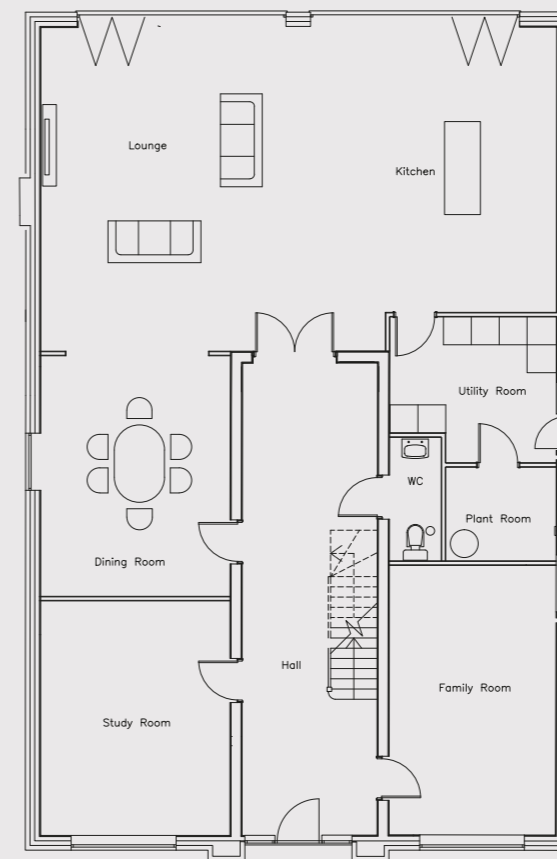 Lounge
Kitchen
Utility Room
WC
Plant Room
Dining Room
Hall
Family Room
Study Room